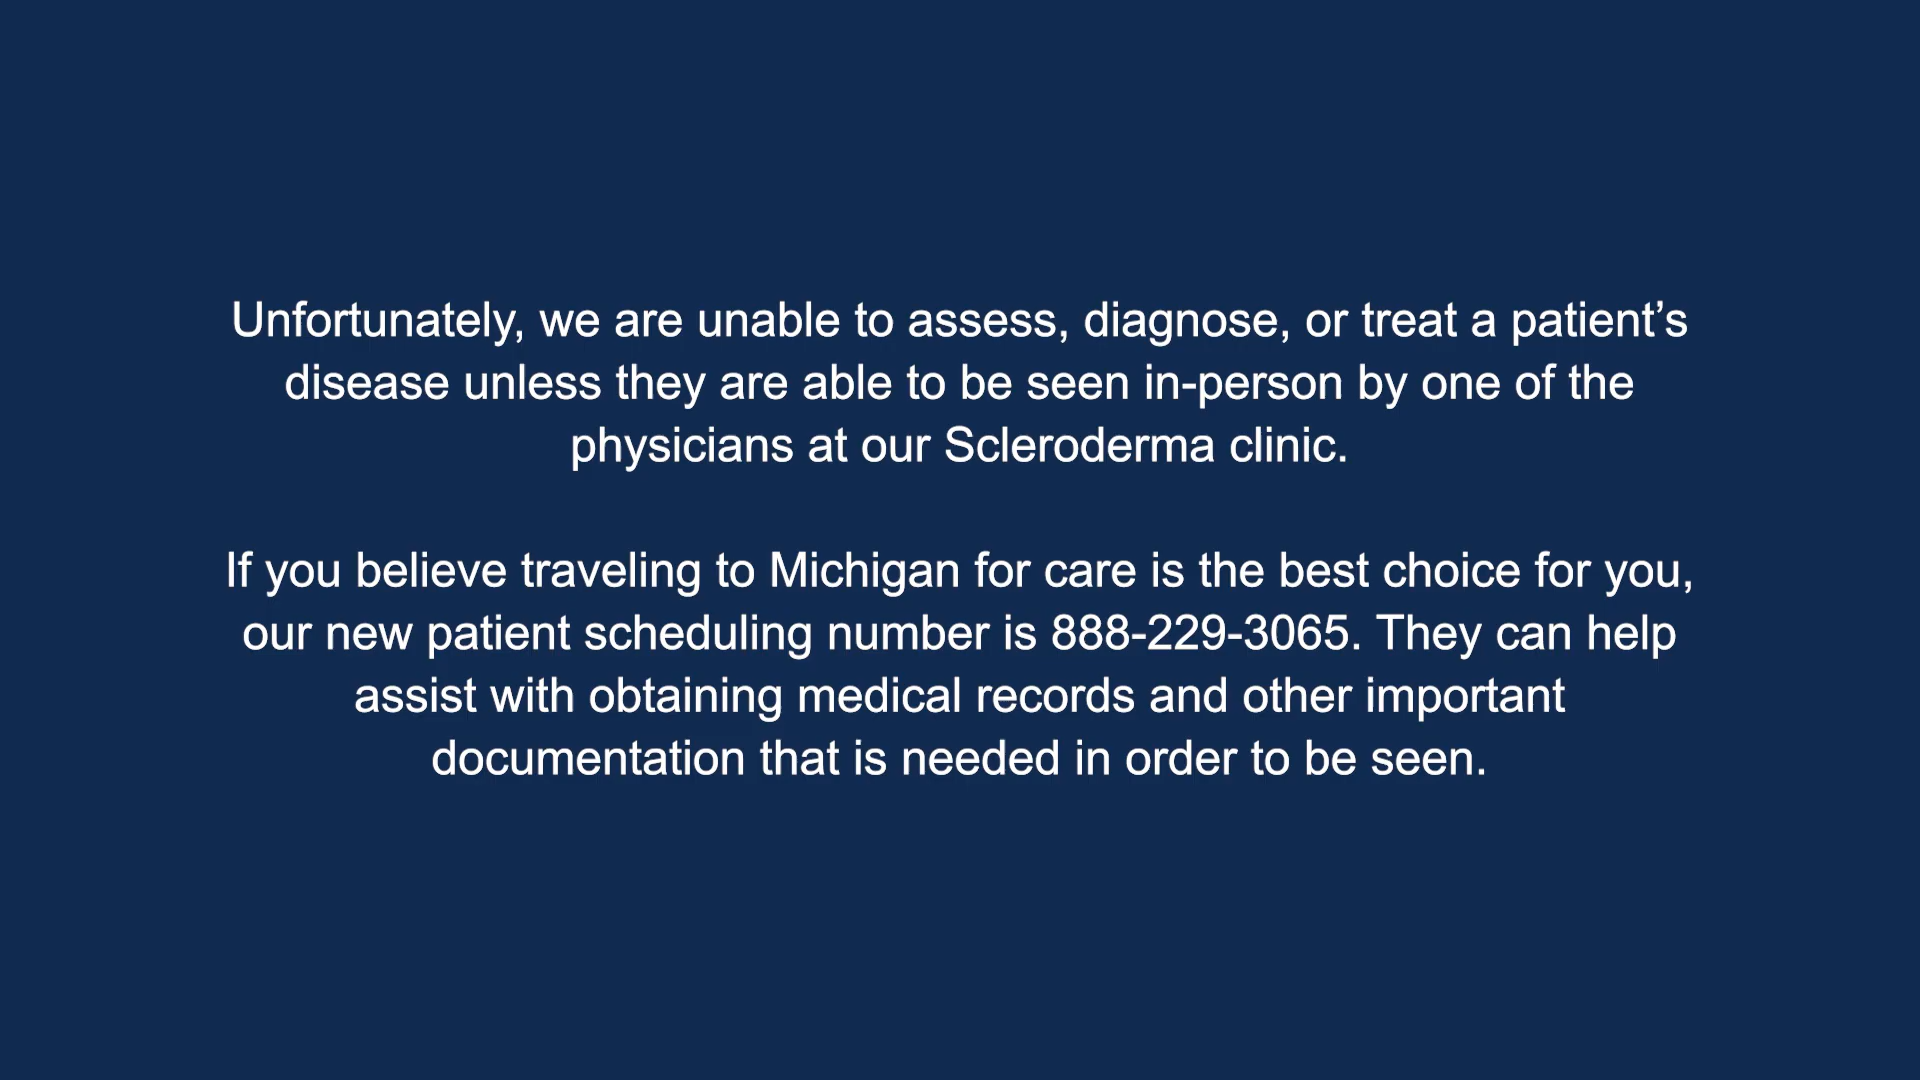 Unfortunately, we are unable to assess, diagnose, or treat a patient’s
disease unless they are able to be seen in-person by one of the
physicians at our Scleroderma clinic.
If you believe traveling to Michigan for care is the best choice for you,
our new patient scheduling number is 888-229-3065. They can help
assist with obtaining medical records and other important
documentation that is needed in order to be seen.